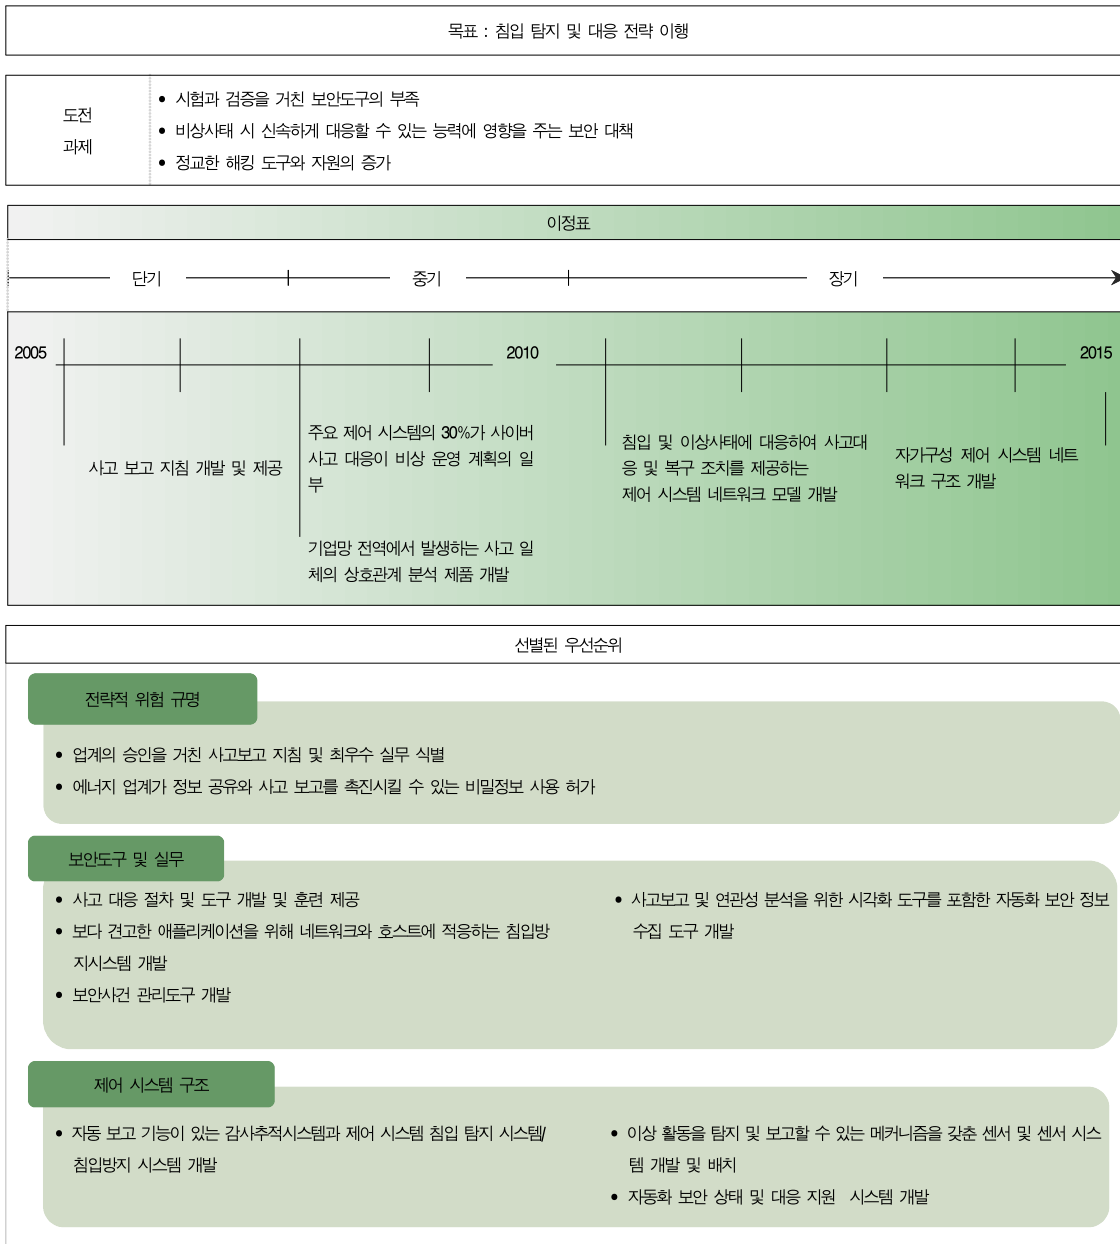 목표 : 침입 탐지 및 대응 전략 이행
도전
과제
• 시험과 검증을 거친 보안도구의 부족
• 비상사태 시 신속하게 대응할 수 있는 능력에 영향을 주는 보안 대책
• 정교한 해킹 도구와 자원의 증가
이정표
단기 중기 장기
2005 2010 2015
사고 보고 지침 개발 및 제공
주요 제어 시스템의 30%가 사이버
사고 대응이 비상 운영 계획의 일
부
기업망 전역에서 발생하는 사고 일
체의 상호관계 분석 제품 개발
침입 및 이상사태에 대응하여 사고대
응 및 복구 조치를 제공하는
제어 시스템 네트워크 모델 개발
자가구성 제어 시스템 네트
워크 구조 개발
선별된 우선순위
전략적 위험 규명
• 업계의 승인을 거친 사고보고 지침 및 최우수 실무 식별
• 에너지 업계가 정보 공유와 사고 보고를 촉진시킬 수 있는 비밀정보 사용 허가
보안도구 및 실무
• 사고 대응 절차 및 도구 개발 및 훈련 제공
• 보다 견고한 애플리케이션을 위해 네트워크와 호스트에 적응하는 침입방
지시스템 개발
• 보안사건 관리도구 개발
• 사고보고 및 연관성 분석을 위한 시각화 도구를 포함한 자동화 보안 정보
수집 도구 개발
제어 시스템 구조
• 자동 보고 기능이 있는 감사추적시스템과 제어 시스템 침입 탐지 시스템/
침입방지 시스템 개발
• 이상 활동을 탐지 및 보고할 수 있는 메커니즘을 갖춘 센서 및 센서 시스
템 개발 및 배치
• 자동화 보안 상태 및 대응 지원 시스템 개발